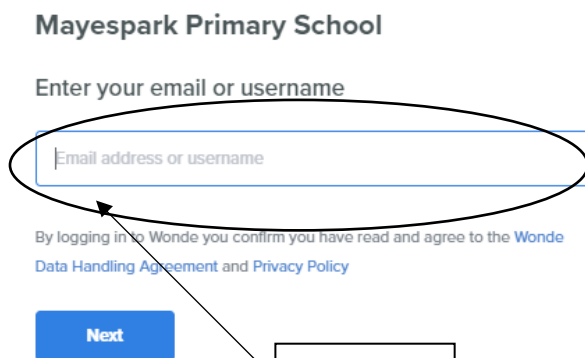 Mayespark Primary School
Enter your email or username
Email address or username
By logging in to Wonde you confirm you have read and agree to the Wonde
Data Handling Agreement and Privacy Policy
Next